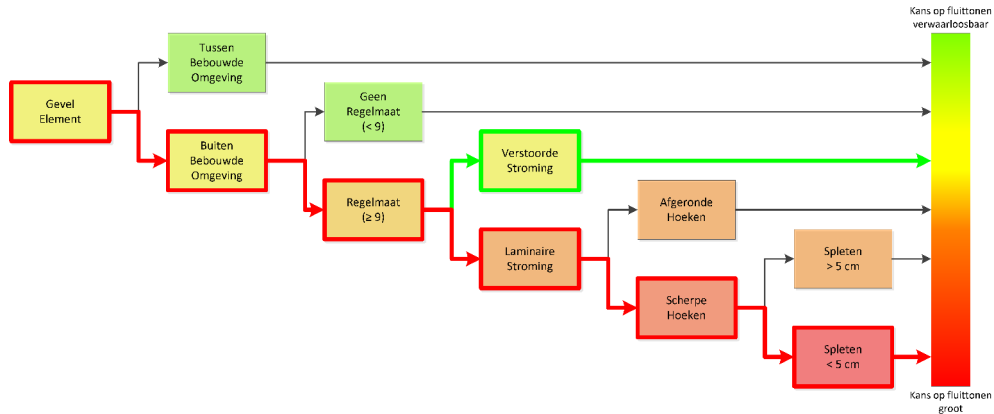 Kans op fluittonen
verwaarloosbaar
Tussen
Bebouwde
Omgeving
Gevel
Element
Geen
Regelmaat
(< 9)
Buiten
Bebouwde
Omgeving
Verstoorde
Stroming
Regelmaat
(≥ 9)
Afgeronde
Hoeken
Laminaire
Stroming
Spleten
> 5 cm
Scherpe
Hoeken
Spleten
< 5 cm
Kans op fluittonen
groot